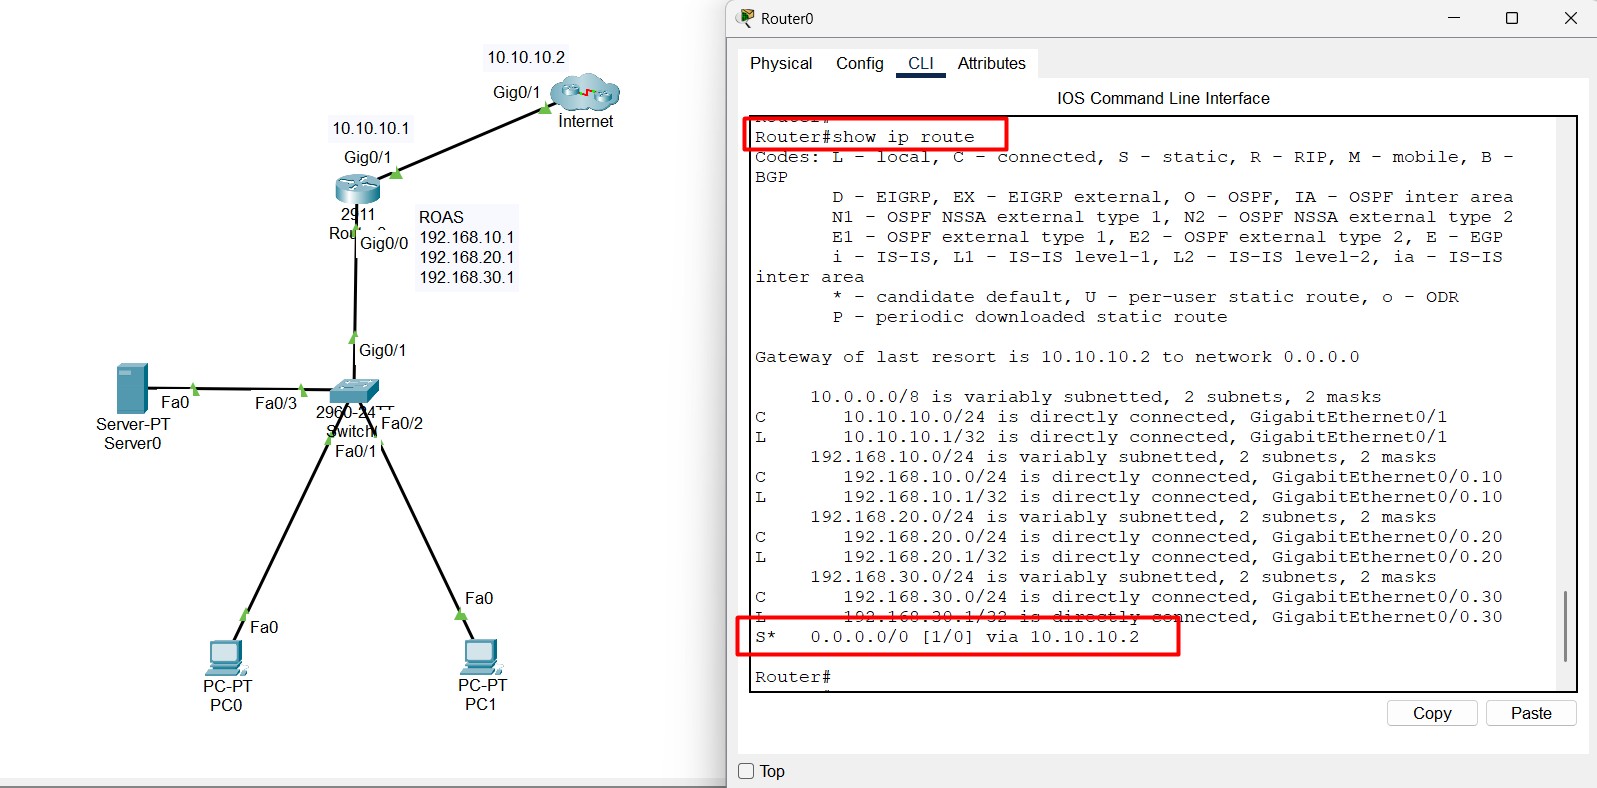 10.10.10.2
Gig0/1
İnternet
10.10.10.1
Gig0/1
2911
Gig0/0
ROAS
192.168.10.1
192.168.20.1
192.168.30.1
Gig0/1
Fa0
Fa0/3
Server-PT
Server0
2960-24TT
Switch
Fa0/2
Fa0/1
Fa0
Fa0
PC-PT
PC0
PC-PT
PC1
Router0
Physical Config CLI Attributes
IOS Command Line Interface
Router#
Router#show ip route
Codes: L - local, C - connected, S - static, R - RIP, M - mobile, B -
BGP
D - EIGRP, EX - EIGRP external, O - OSPF, IA - OSPF inter area
N1 - OSPF NSSA external type 1, N2 - OSPF NSSA external type 2
E1 - OSPF external type 1, E2 - OSPF external type 2, E - EGP
i - IS-IS, L1 - IS-IS level-1, L2 - IS-IS level-2, ia - IS-IS
inter area
* - candidate default, U - per-user static route, o - ODR
P - periodic downloaded static route
Gateway of last resort is 10.10.10.2 to network 0.0.0.0
10.0.0.0/8 is variably subnetted, 2 subnets, 2 masks
C 10.10.10.0/24 is directly connected, GigabitEthernet0/1
L 10.10.10.1/32 is directly connected, GigabitEthernet0/1
192.168.10.0/24 is variably subnetted, 2 subnets, 2 masks
C 192.168.10.0/24 is directly connected, GigabitEthernet0/0.10
L 192.168.10.1/32 is directly connected, GigabitEthernet0/0.10
192.168.20.0/24 is variably subnetted, 2 subnets, 2 masks
C 192.168.20.0/24 is directly connected, GigabitEthernet0/0.20
L 192.168.20.1/32 is directly connected, GigabitEthernet0/0.20
192.168.30.0/24 is variably subnetted, 2 subnets, 2 masks
C 192.168.30.0/24 is directly connected, GigabitEthernet0/0.30
L 192.168.30.1/32 is directly connected, GigabitEthernet0/0.30
S* 0.0.0.0/0 [1/0] via 10.10.10.2
Router#
Copy Paste
Top